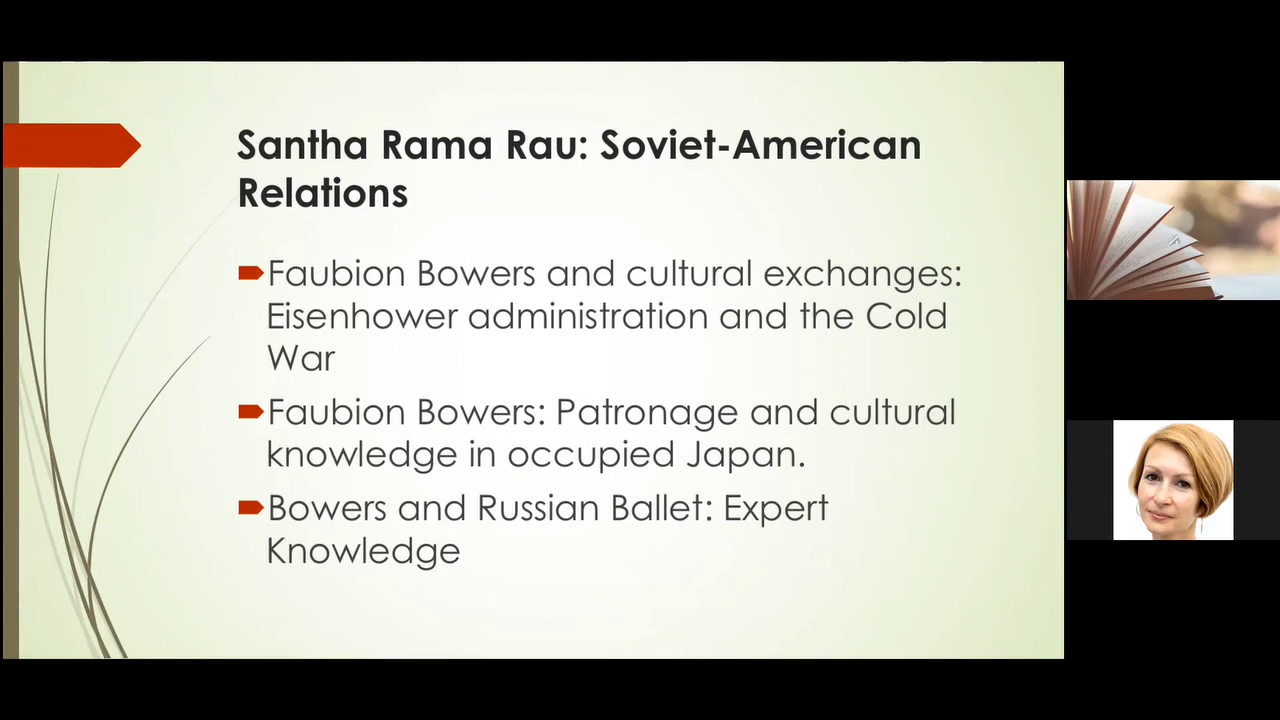 Santha Rama Rau: Soviet-American
Relations
Faubion Bowers and cultural exchanges:
Eisenhower administration and the Cold
War
Faubion Bowers: Patronage and cultural
knowledge in occupied Japan.
Bowers and Russian Ballet: Expert
Knowledge